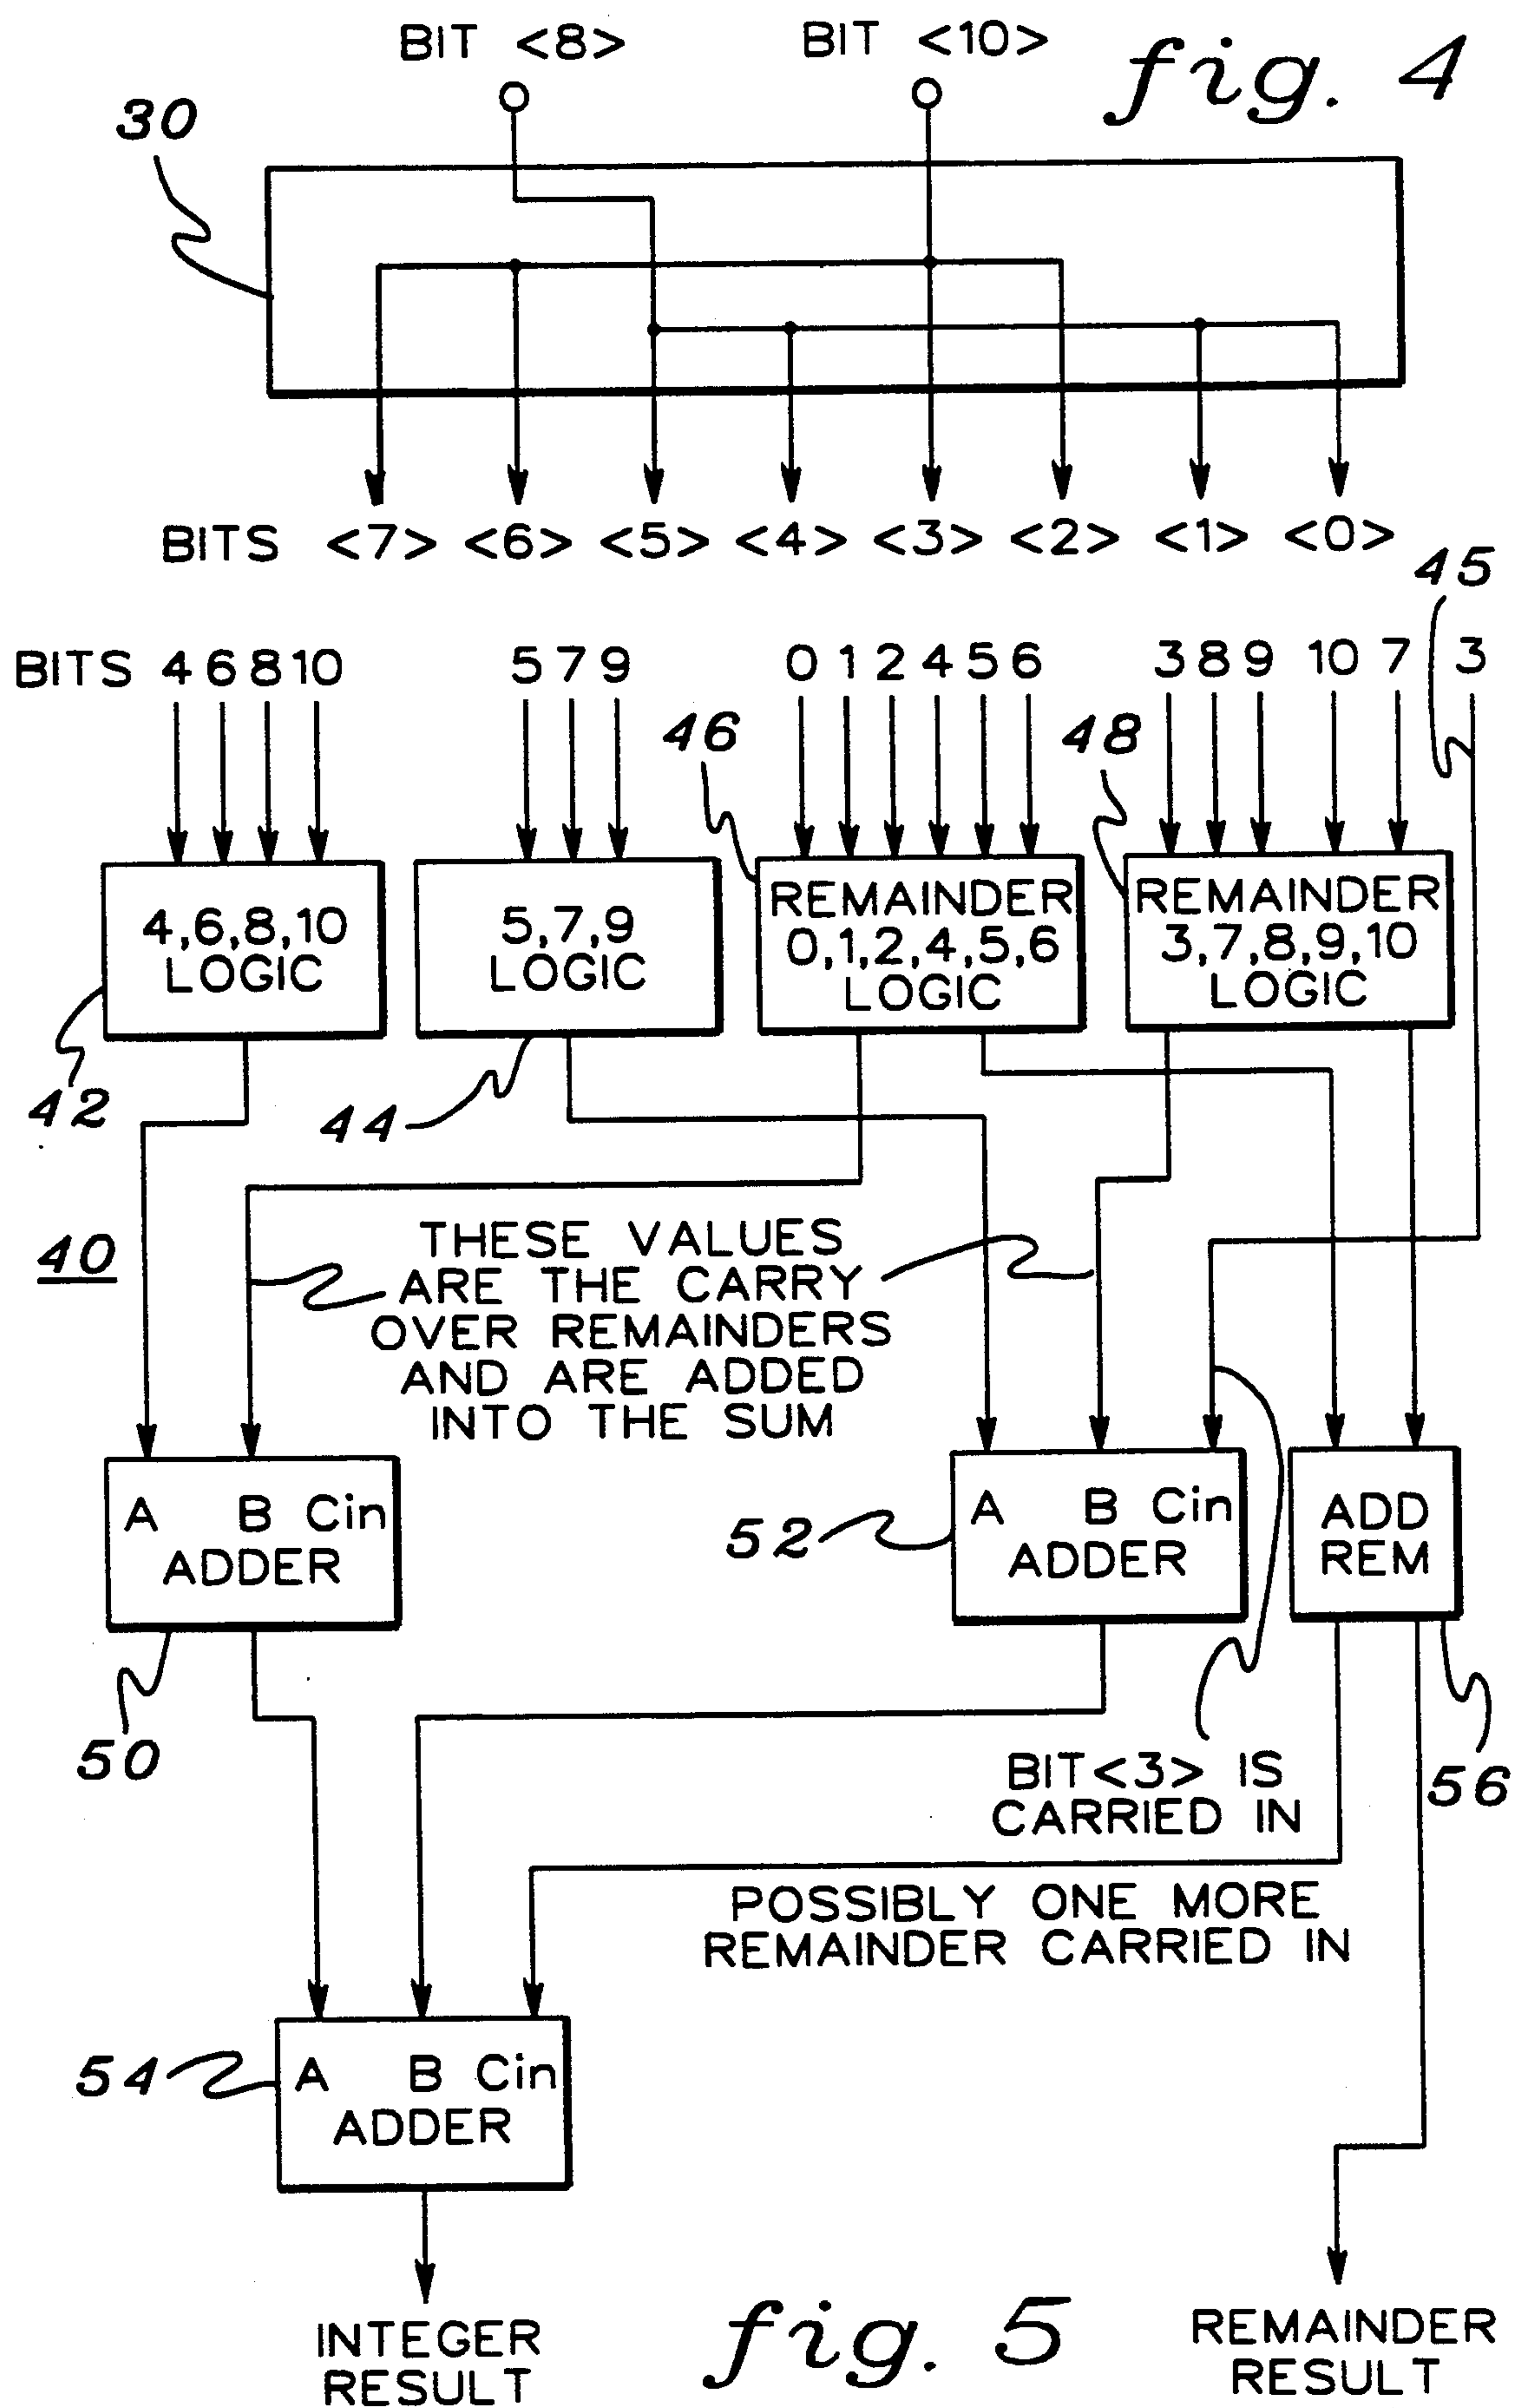 BIT <8> BIT <10> fig. 4
30
BITS <7> <6> <5> <4> <3> <2> <1> <0>
45
BITS 4 6 8 10 5 7 9 0 1 2 4 5 6 3 8 9 10 7 3
46 48
4,6,8,10
LOGIC
5,7,9
LOGIC
REMAINDER
0,1,2,4,5,6
LOGIC
REMAINDER
3,7,8,9,10
LOGIC
42 44
40
THESE VALUES
ARE THE CARRY
OVER REMAINDERS
AND ARE ADDED
INTO THE SUM
A B Cin
ADDER
52
A B Cin
ADDER
ADD
REM
50
BIT<3> IS
CARRIED IN
56
POSSIBLY ONE MORE
REMAINDER CARRIED IN
54
A B Cin
ADDER
INTEGER
RESULT
fig. 5
REMAINDER
RESULT